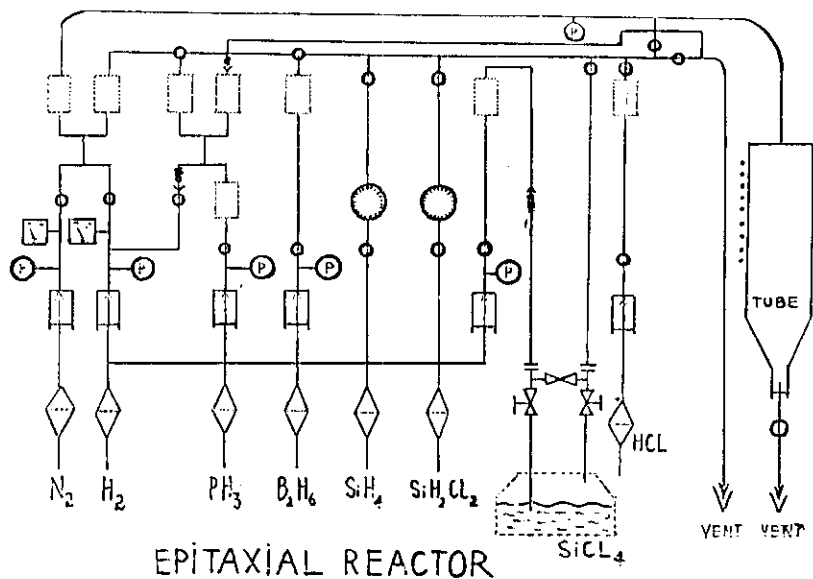 P
P
P
P
P
P
TUBE
N₂
H₂
PH₃
B₂H₆
SiH₄
SiH₂CL₂
HCL
VENT
VENT
SiCL₄
EPITAXIAL REACTOR